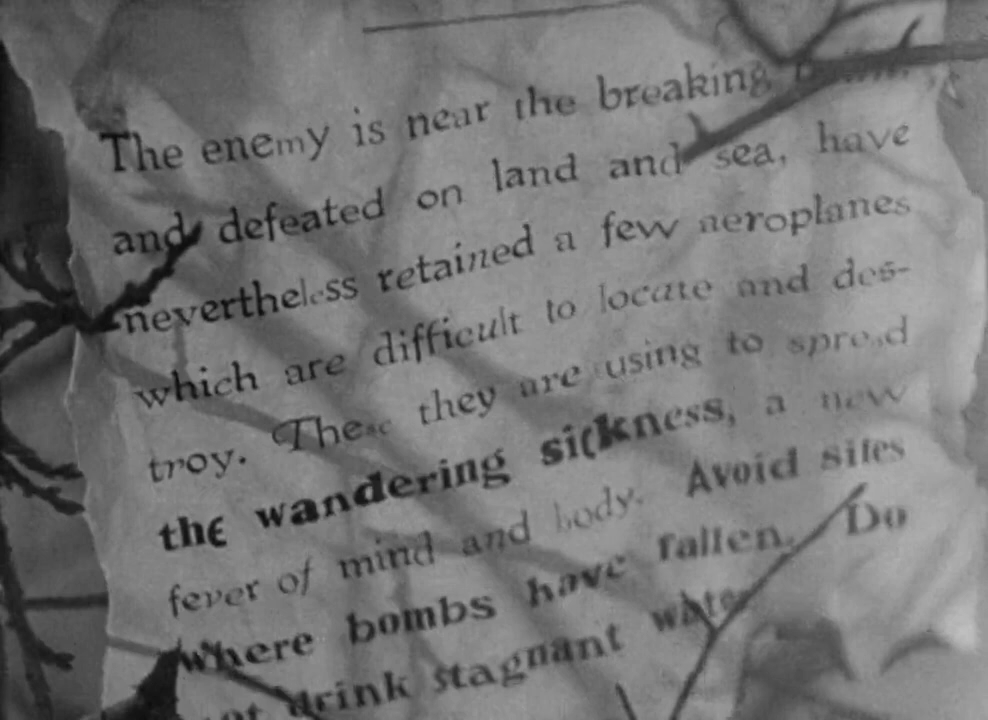 The enemy is near the breaking
and defeated on land and sea, have
nevertheless retained a few aeroplanes
which are difficult to locate and des-
troy. These they are using to spread
the wandering sickness, a new
fever of mind and body. Avoid sites
where bombs have fallen. Do
drink stagnant water